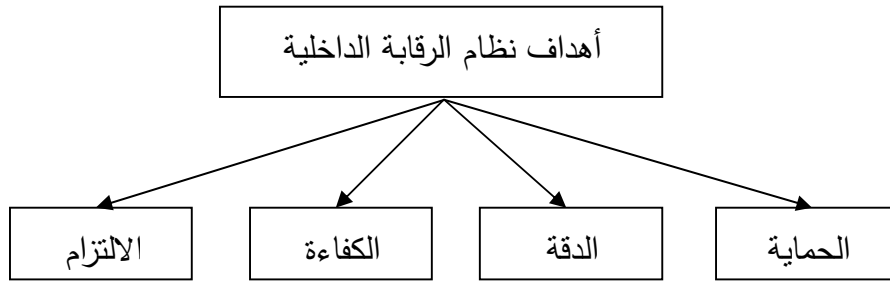 أهداف نظام الرقابة الداخلية
الحماية
الدقة
الكفاءة
الالتزام